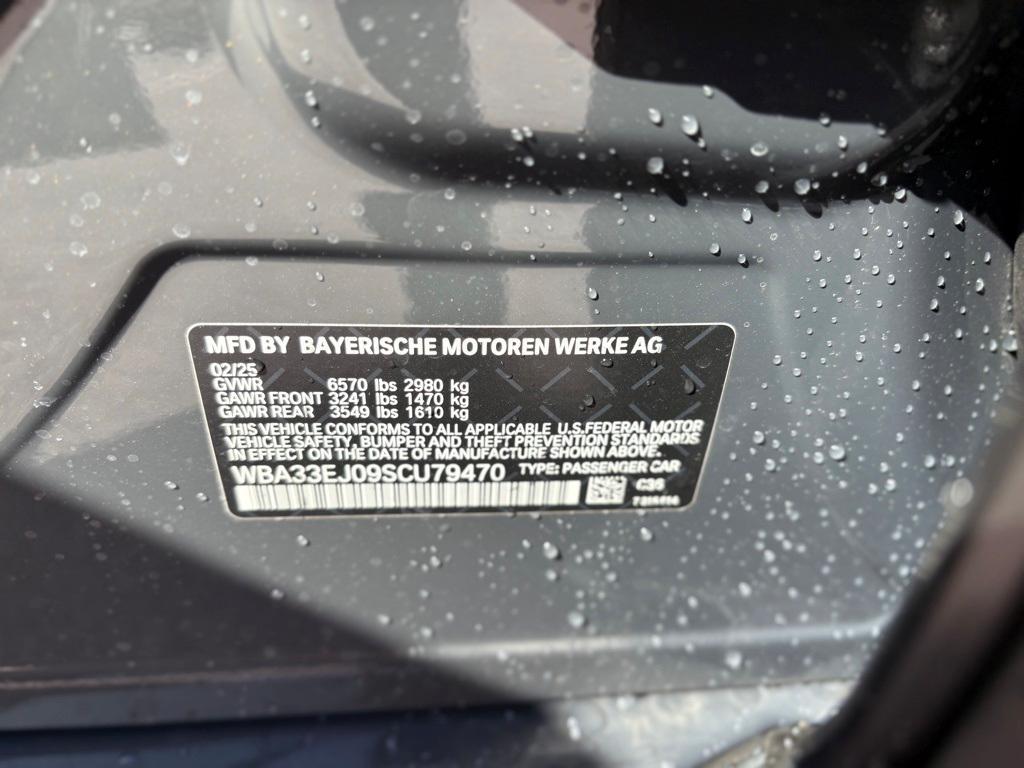 MFD BY BAYERISCHE MOTOREN WERKE AG
02/25
GVWR 6570 lbs 2980 kg
GAWR FRONT 3241 lbs 1470 kg
GAWR REAR 3549 lbs 1610 kg
THIS VEHICLE CONFORMS TO ALL APPLICABLE U.S.FEDERAL MOTOR
VEHICLE SAFETY, BUMPER AND THEFT PREVENTION STANDARDS
IN EFFECT ON THE DATE OF MANUFACTURE SHOWN ABOVE.
WBA33EJ09SCU79470 TYPE: PASSENGER CAR
C36